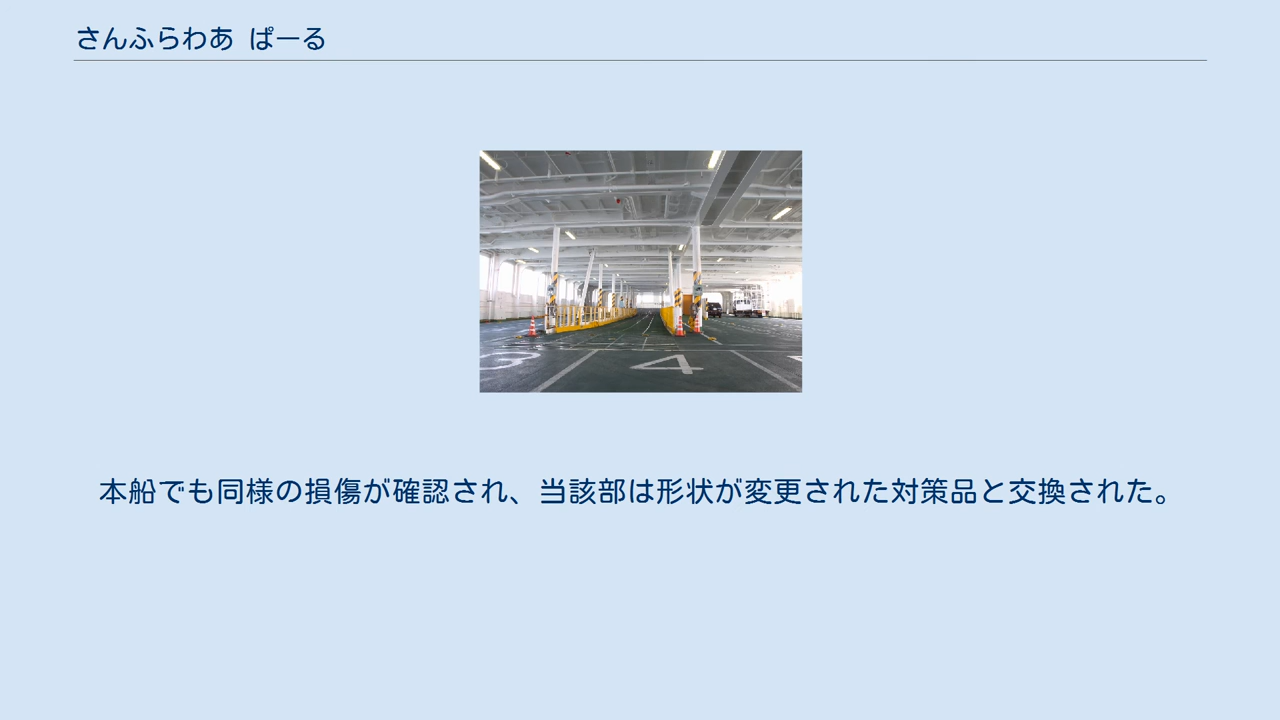 さんふらわあ ぱーる
4
本船でも同様の損傷が確認され、当該部は形状が変更された対策品と交換された。